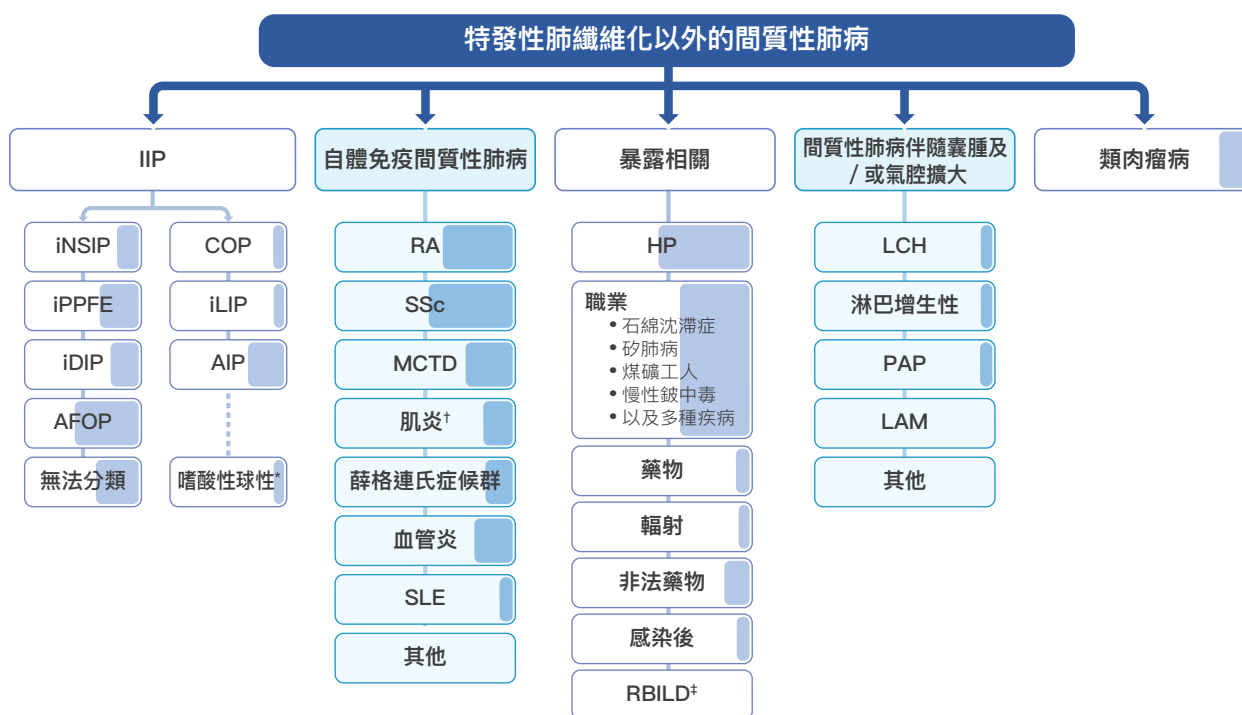 特發性肺纖維化以外的間質性肺病
IIP
iNSIP
iPPFE
iDIP
AFOP
無法分類
COP
iLIP
AIP
嗜酸性球性*
自體免疫間質性肺病
RA
SSc
MCTD
肌炎†
薛格連氏症候群
血管炎
SLE
其他
暴露相關
HP
職業
• 石綿沈滯症
• 矽肺病
• 煤礦工人
• 慢性鈹中毒
• 以及多種疾病
藥物
輻射
非法藥物
感染後
RBILD‡
間質性肺病伴隨囊腫及
/ 或氣腔擴大
LCH
淋巴增生性
PAP
LAM
其他
類肉瘤病